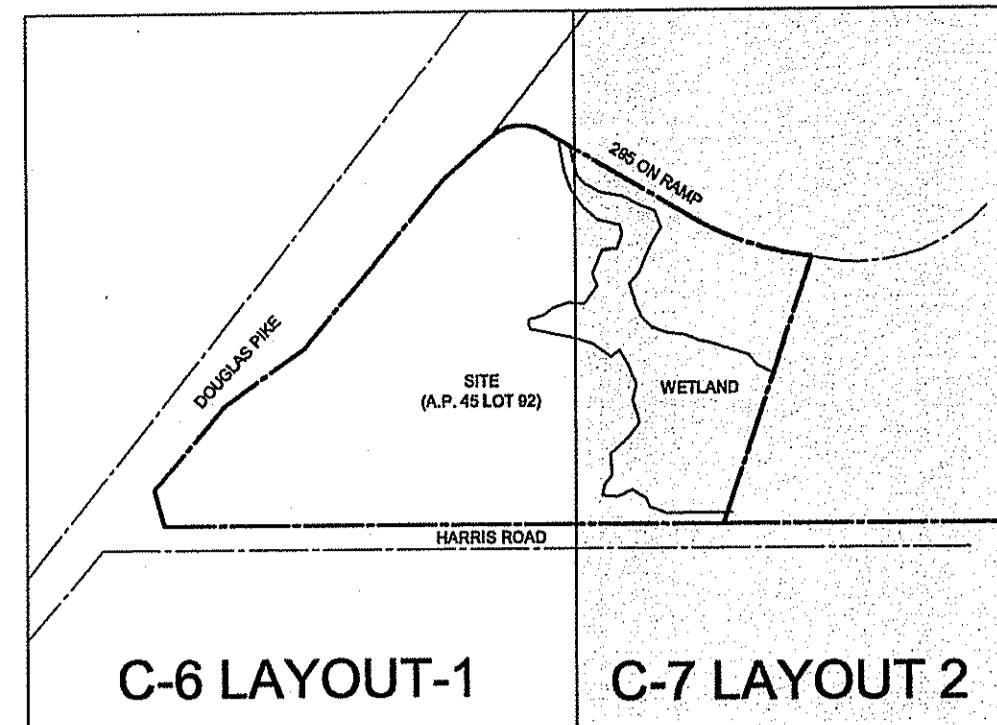 295 ON RAMP
DOUGLAS PIKE
SITE
(A.P. 45 LOT 92)
WETLAND
HARRIS ROAD
C-6 LAYOUT-1
C-7 LAYOUT 2